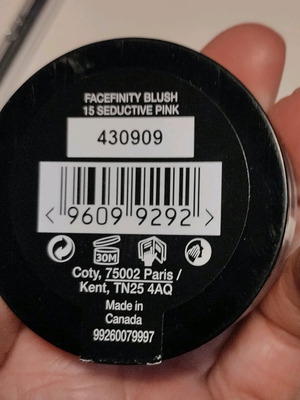 FACEFINITY BLUSH
15 SEDUCTIVE PINK
430909
<9609 9292>
30M
Coty, 75002 Paris /
Kent, TN25 4AQ
Made in
Canada
99260079997